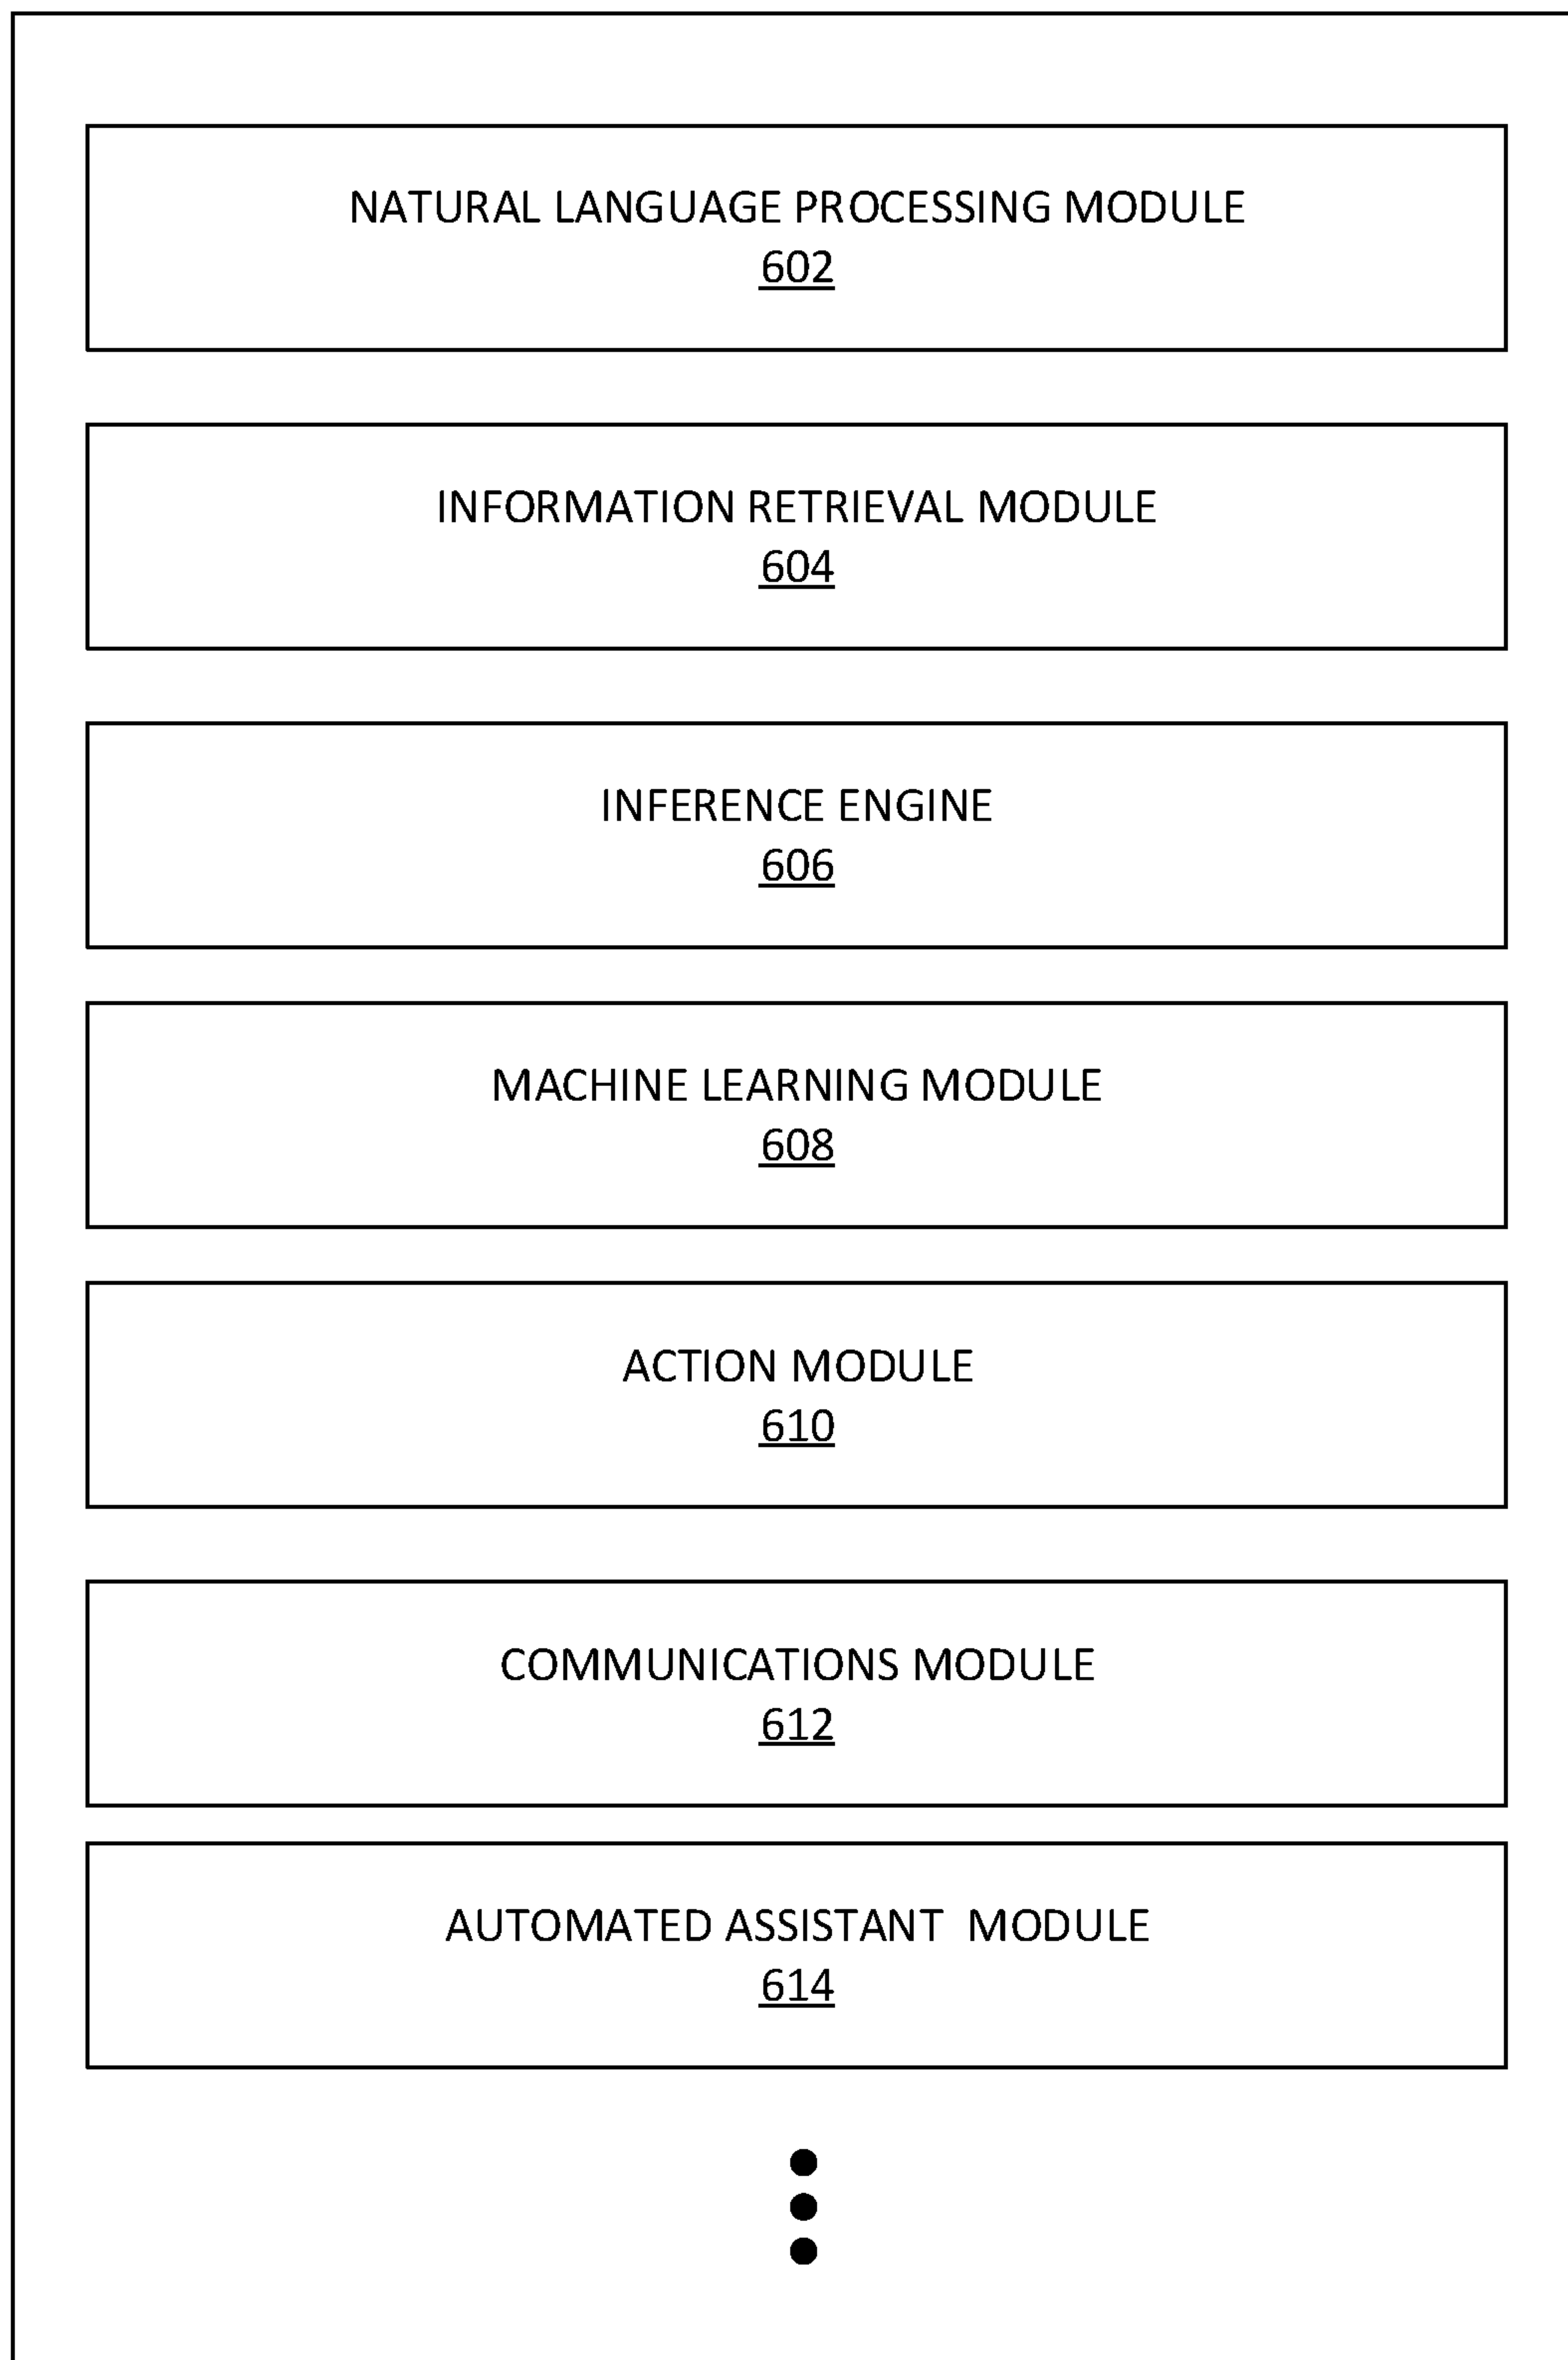 NATURAL LANGUAGE PROCESSING MODULE
602
INFORMATION RETRIEVAL MODULE
604
INFERENCE ENGINE
606
MACHINE LEARNING MODULE
608
ACTION MODULE
610
COMMUNICATIONS MODULE
612
AUTOMATED ASSISTANT  MODULE
614